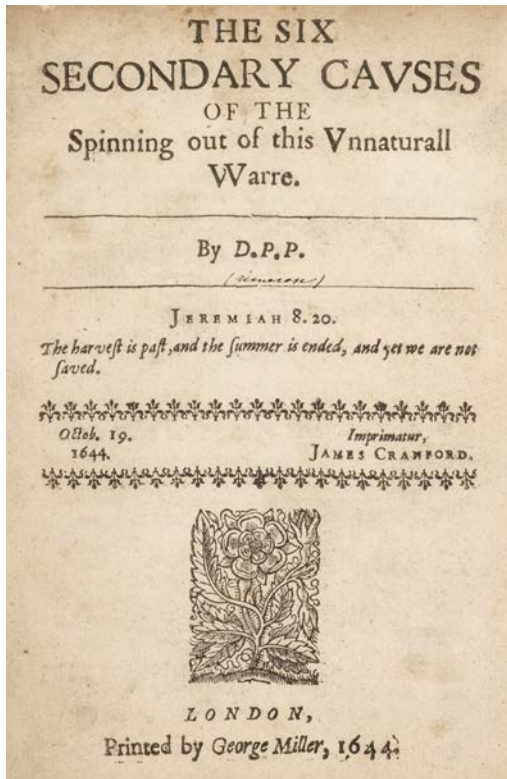 THE SIX
SECONDARY CAVSES
OF THE
Spinning out of this Vnnaturall
Warre.
By D.P.P.
JEREMIAH 8.20.
The harveſt is paſt, and the ſummer is ended, and yet we are not
ſaved.
Octob. 19.
Imprimatur,
1644.
JAMES CRANFORD.
LONDON,
Printed by George Miller, 1644.